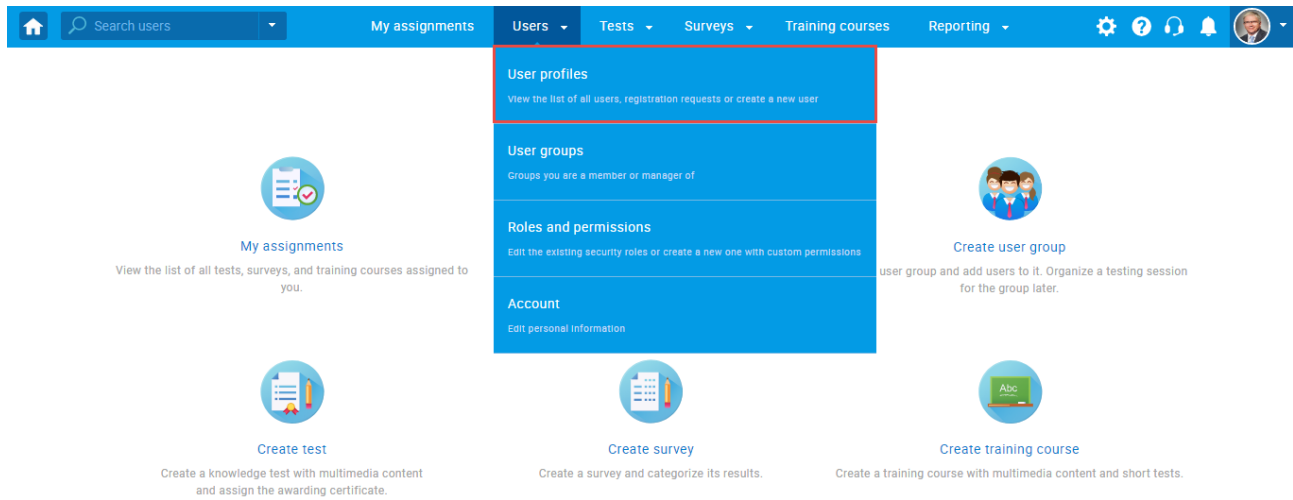 Search users
My assignments
Users
Tests
Surveys
Training courses
Reporting
User profiles
View the list of all users, registration requests or create a new user
User groups
Groups you are a member or manager of
Roles and permissions
Edit the existing security roles or create a new one with custom permissions
Account
Edit personal information
My assignments
View the list of all tests, surveys, and training courses assigned to
you.
Create user group
user group and add users to it. Organize a testing session
for the group later.
Create test
Create a knowledge test with multimedia content
and assign the awarding certificate.
Create survey
Create a survey and categorize its results.
Abc
Create training course
Create a training course with multimedia content and short tests.